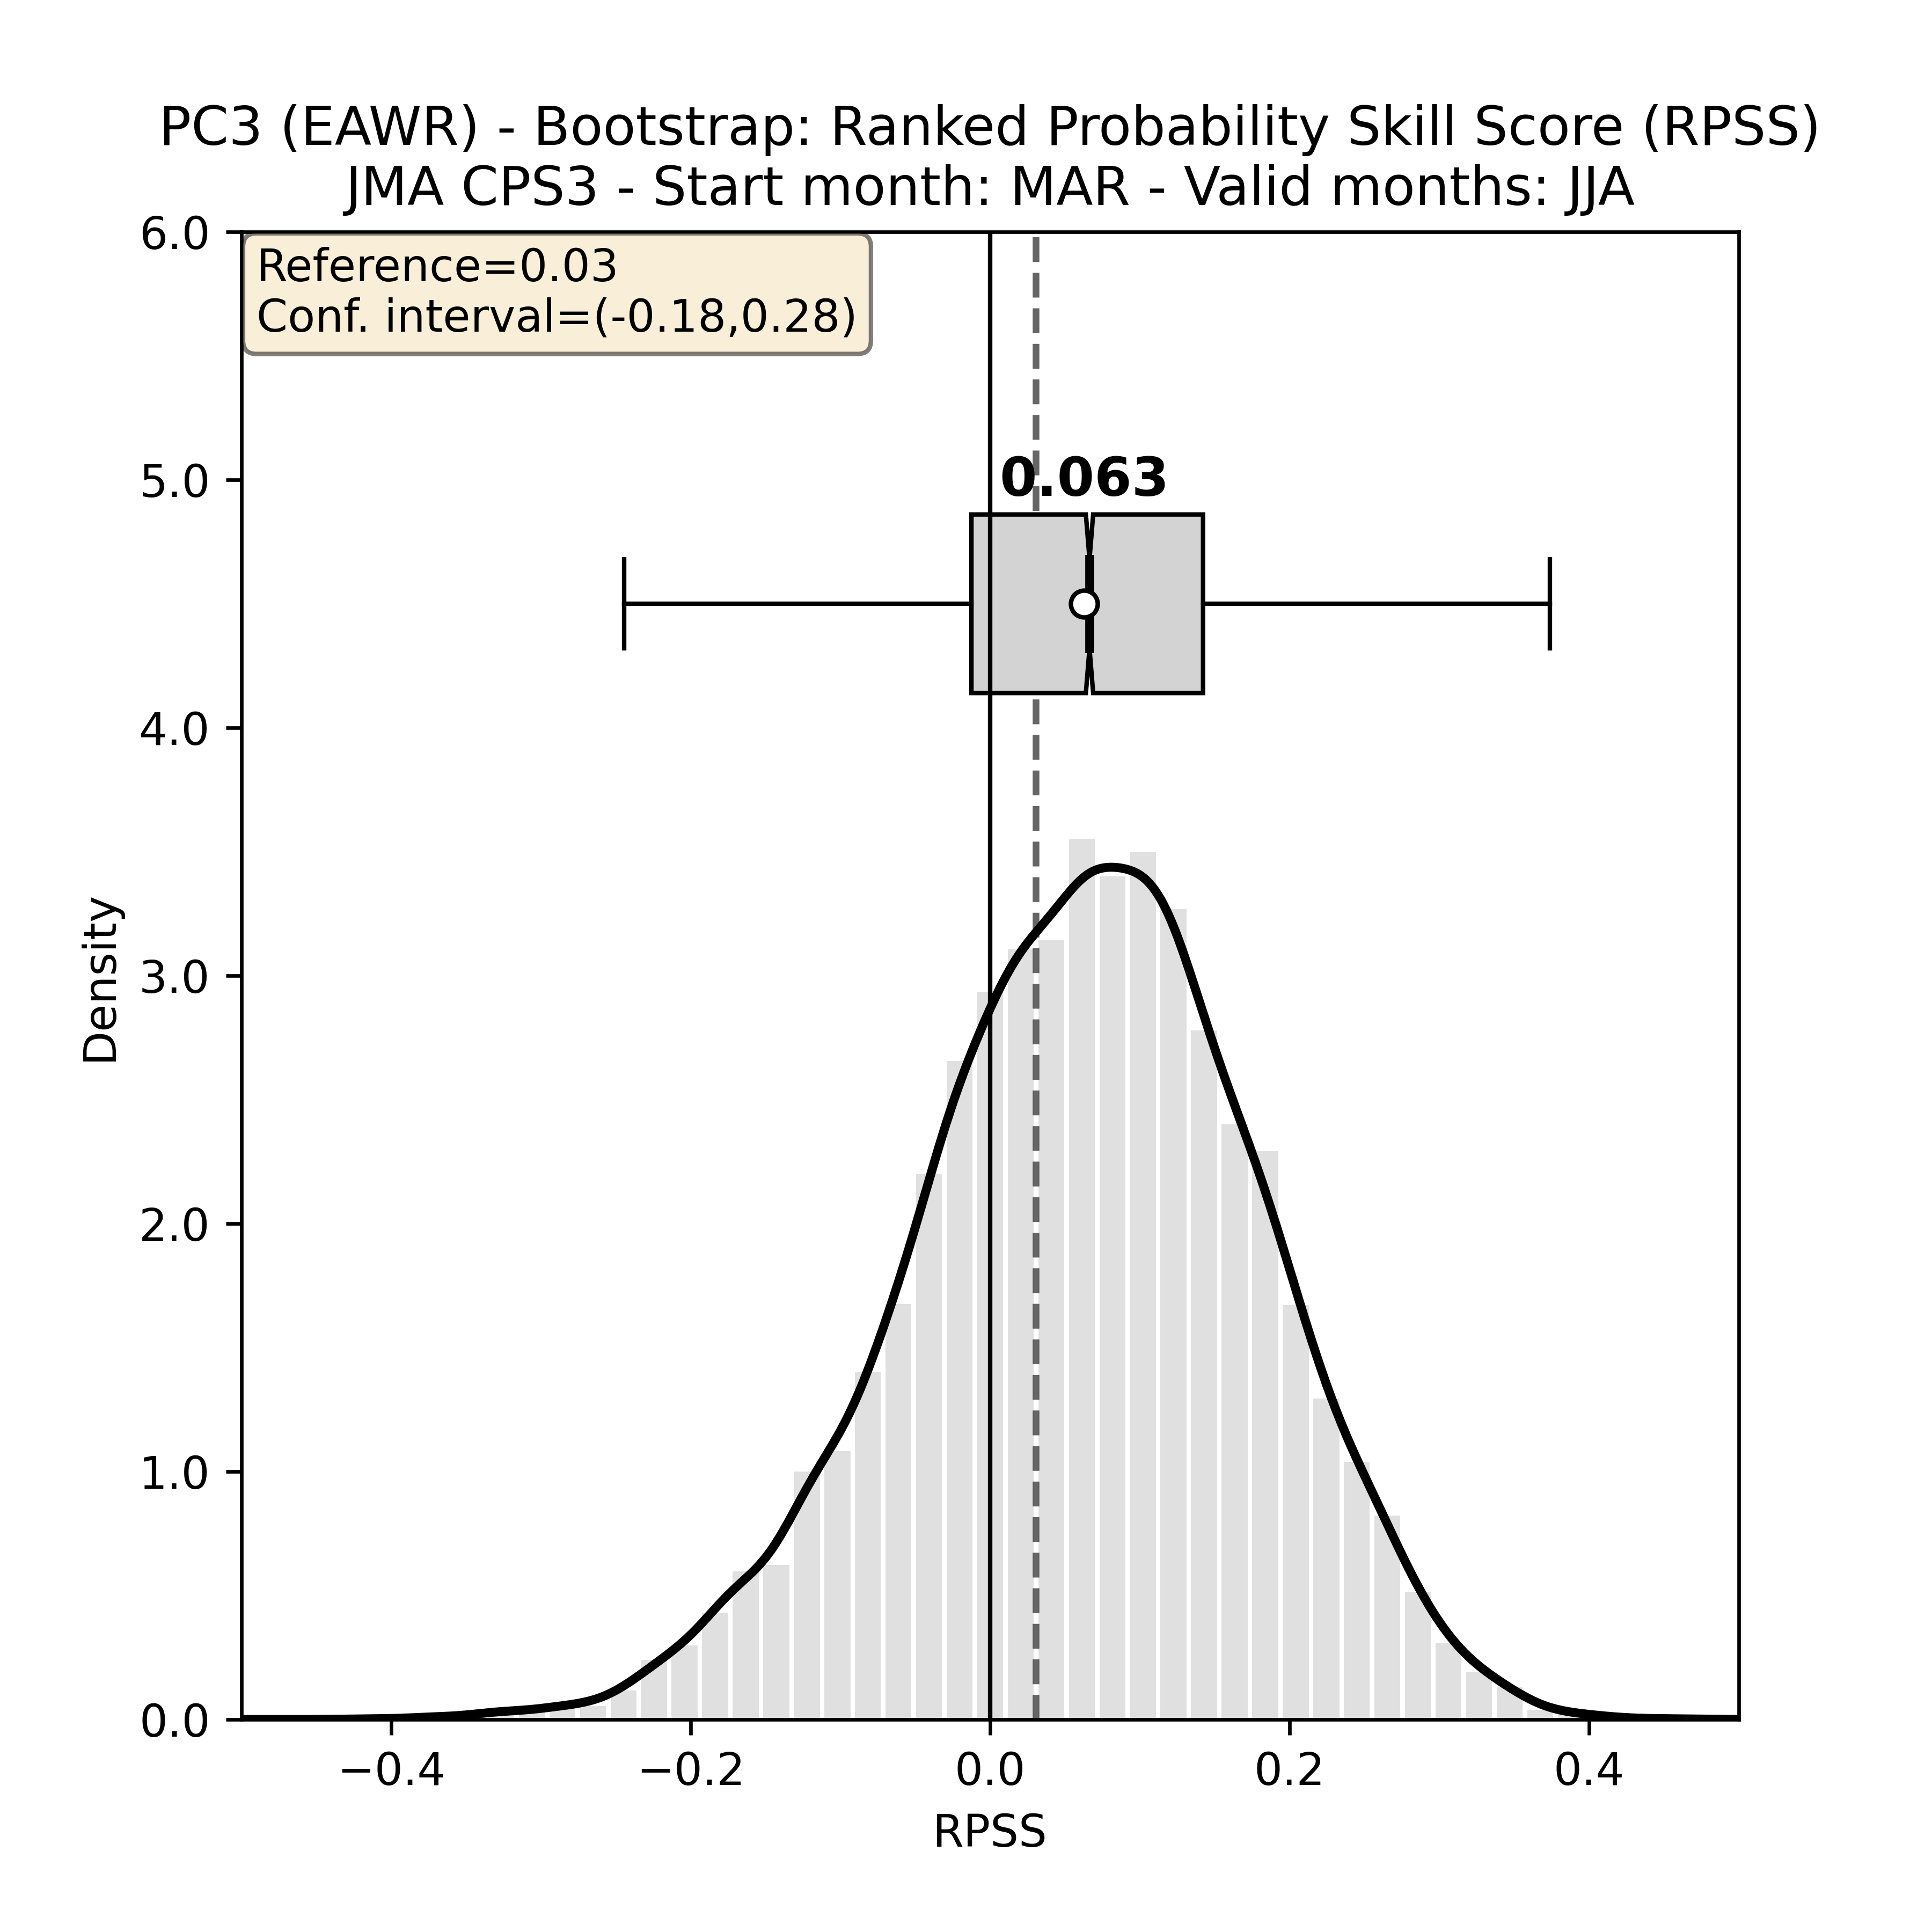 PC3 (EAWR) - Bootstrap: Ranked Probability Skill Score (RPSS)
JMA CPS3 - Start month: MAR - Valid months: JJA
Reference=0.03
Conf. interval=(-0.18,0.28)
0.063
6.0
5.0
4.0
3.0
2.0
1.0
0.0
Density
−0.4
−0.2
0.0
0.2
0.4
RPSS